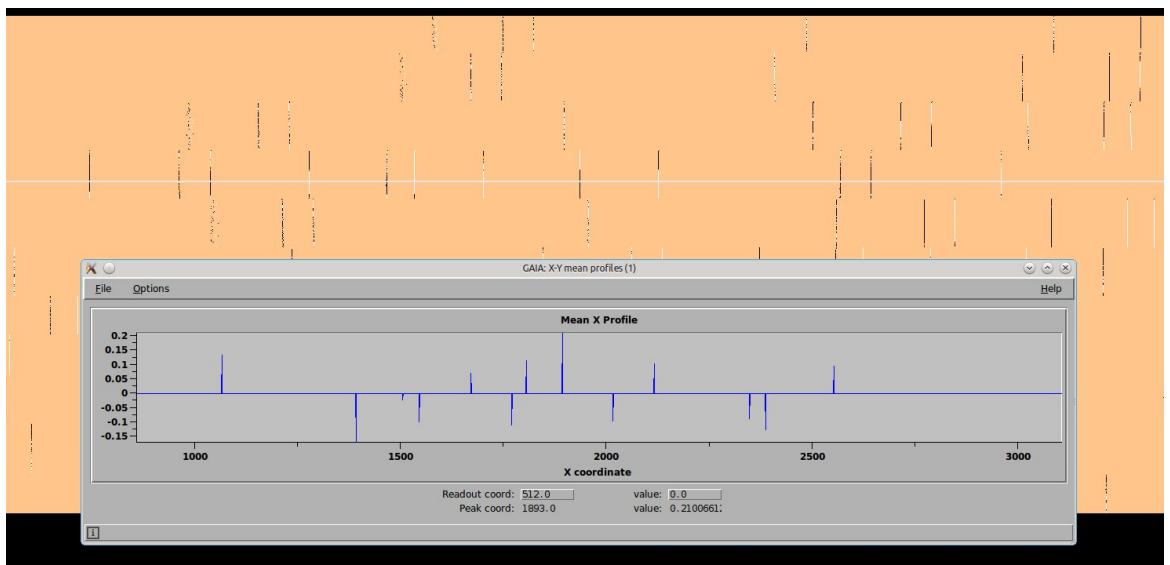 GAIA: X-Y mean profiles (1)
File Options Help
Mean X Profile
0.2
0.15
0.1
0.05
0
-0.05
-0.1
-0.15
1000 1500 2000 2500 3000
X coordinate
Readout coord: 512.0 value: 0.0
Peak coord: 1893.0 value: 0.2100661